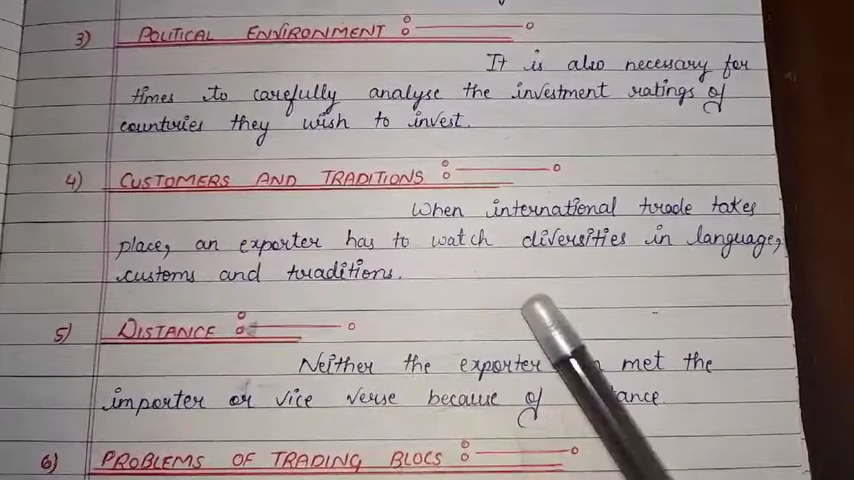 3) POLITICAL ENVIRONMENT
It is also necessary for
times to carefully analyse the investment ratings of
countries they wish to invest.
4) CUSTOMERS AND TRADITIONS
When international trade takes
place, an exporter has to watch diversities in language,
customs and traditions.
5) DISTANCE
Neither the exporter met the
importer or vice verse because of
6) PROBLEMS OF TRADING BLOCS